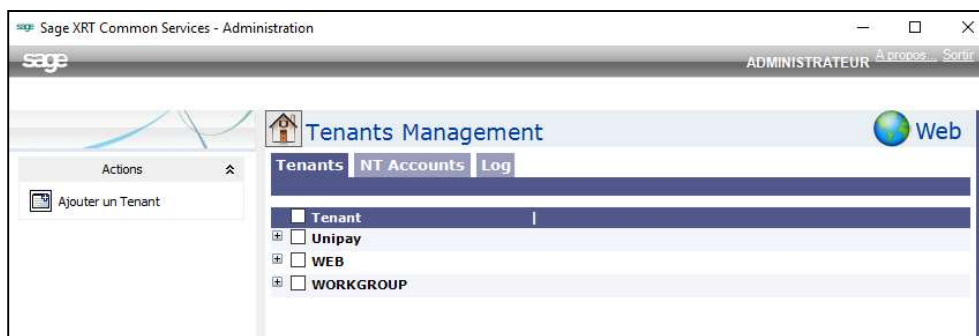 sage Sage XRT Common Services - Administration
sage
ADMINISTRATEUR A propos... Sortir
Tenants Management
Web
Actions
Tenants NT Accounts Log
Ajouter un Tenant
Tenant
Unipay
WEB
WORKGROUP